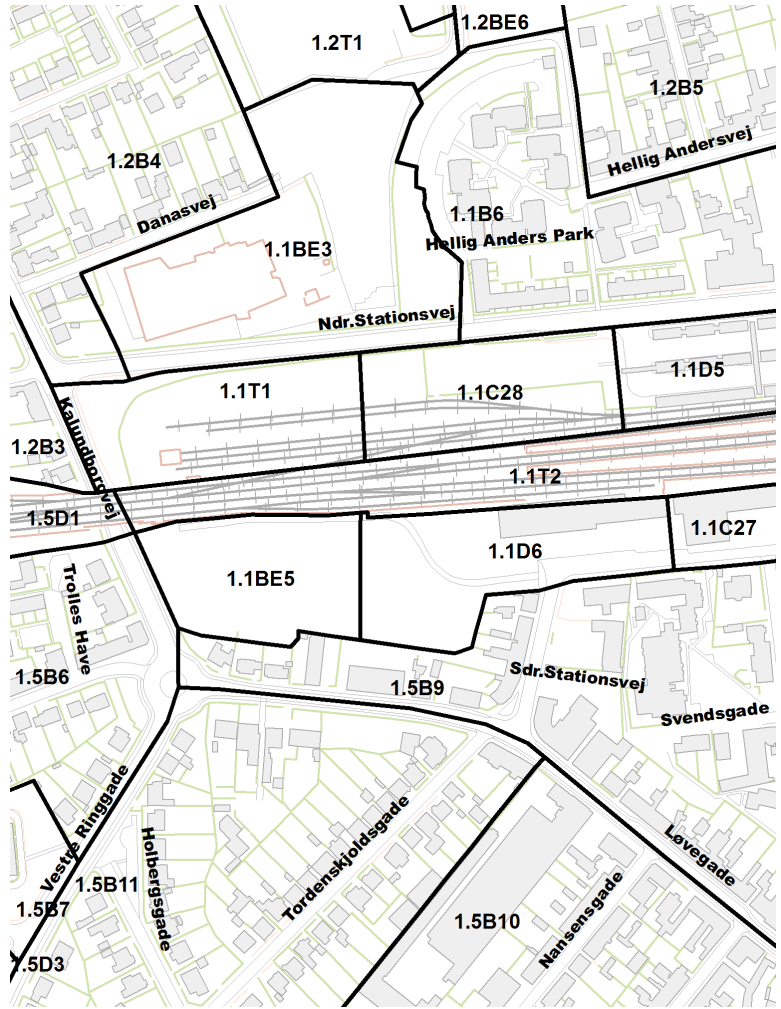 1.2BE6
1.2T1
1.2B5
Hellig Andersvej
1.2B4
Danasvej
1.1B6
Hellig Anders Park
1.1BE3
Ndr.Stationsvej
1.1D5
1.1T1
1.1C28
Kalundborgvej
1.2B3
1.1T2
1.5D1
1.1C27
1.1D6
1.1BE5
Trolles Have
1.5B6
Sdr.Stationsvej
1.5B9
Svendsgade
Vestre Ringgade
Tordenskjoldsgade
Løvegade
Holbergsgade
1.5B11
1.5B7
1.5B10
Nansensgade
1.5D3